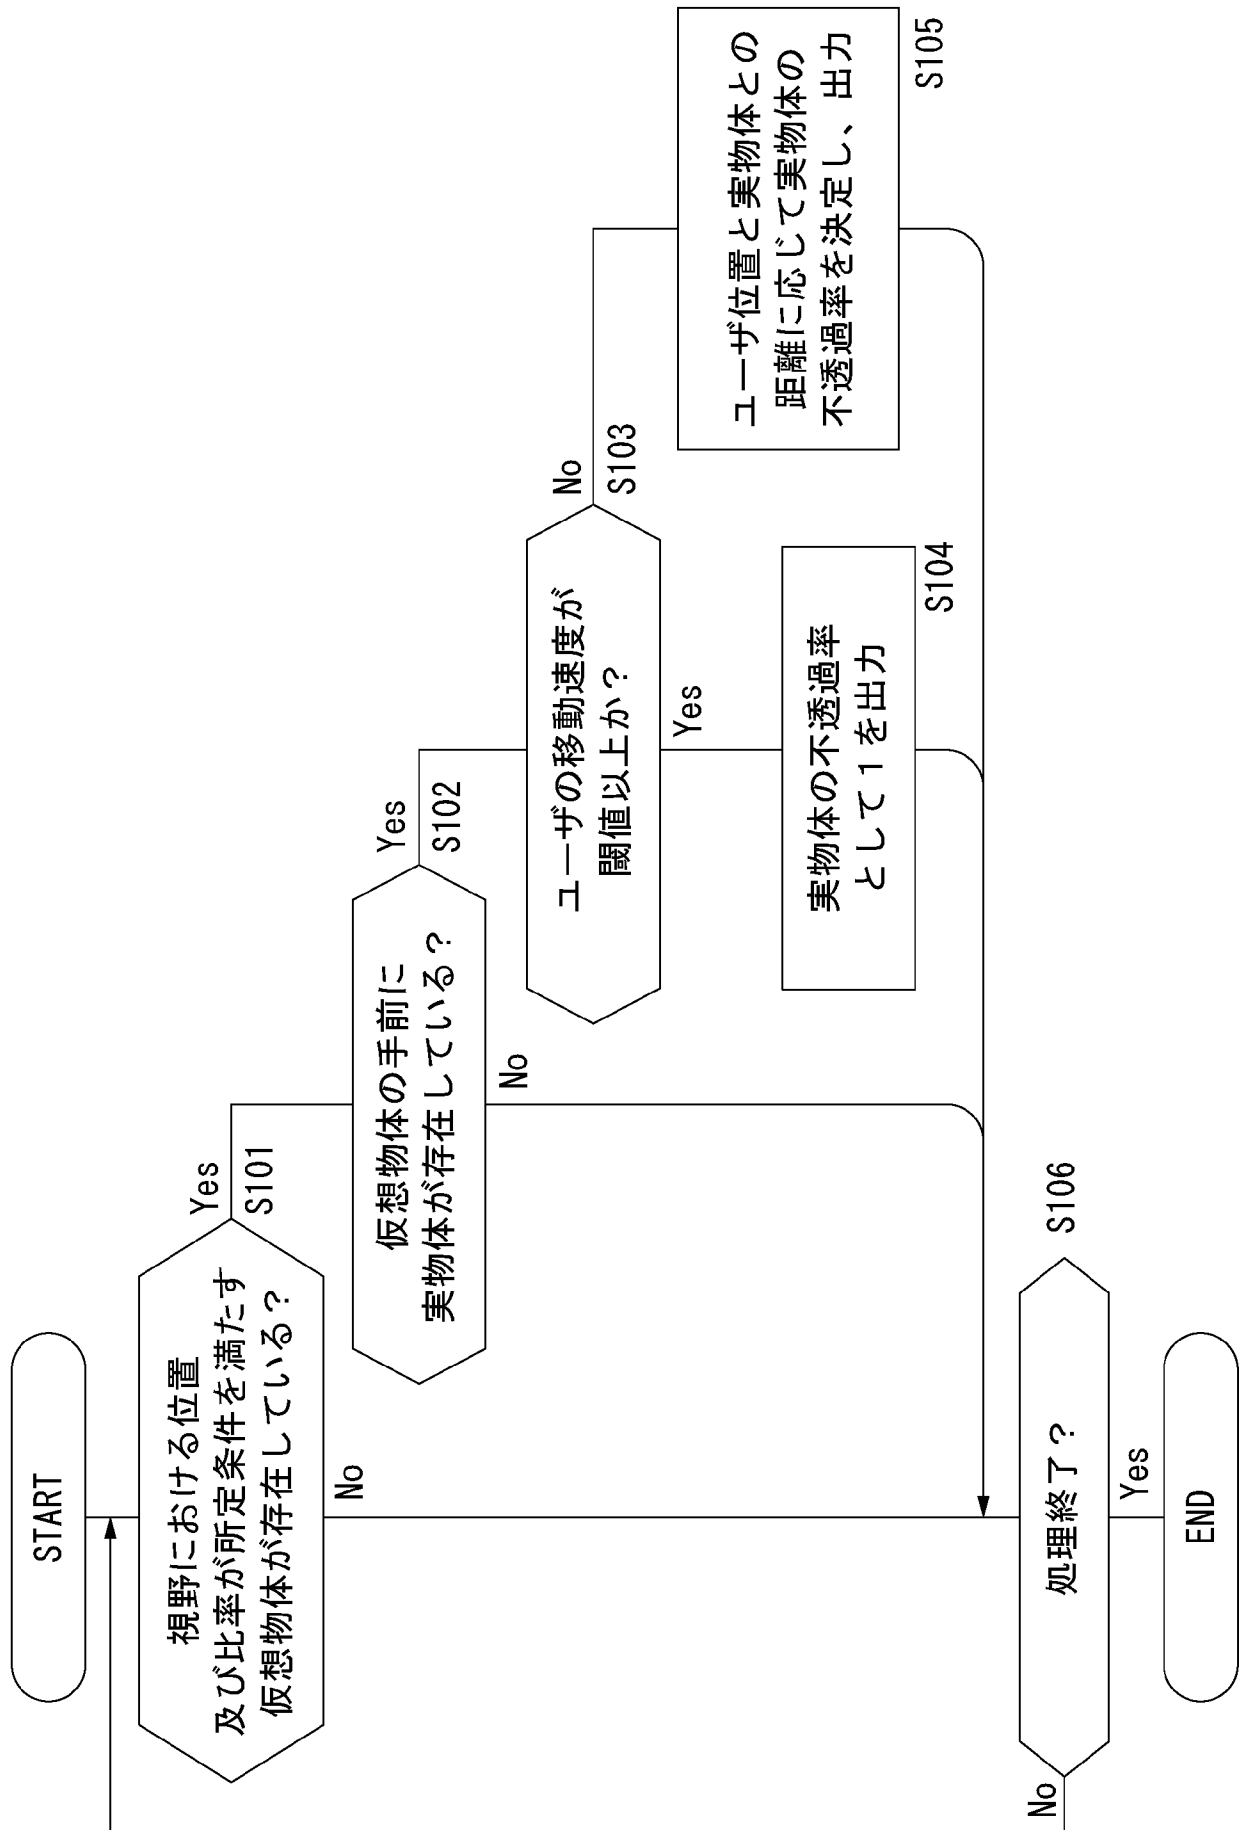 START
視野における位置
及び比率が所定条件を満たす
仮想物体が存在している？
Yes
S101
No
仮想物体の手前に
実物体が存在している？
Yes
S102
No
ユーザの移動速度が
閾値以上か？
No
S103
Yes
実物体の不透過率
として１を出力
S104
ユーザ位置と実物体との
距離に応じて実物体の
不透過率を決定し、出力
S105
処理終了？
S106
No
Yes
END